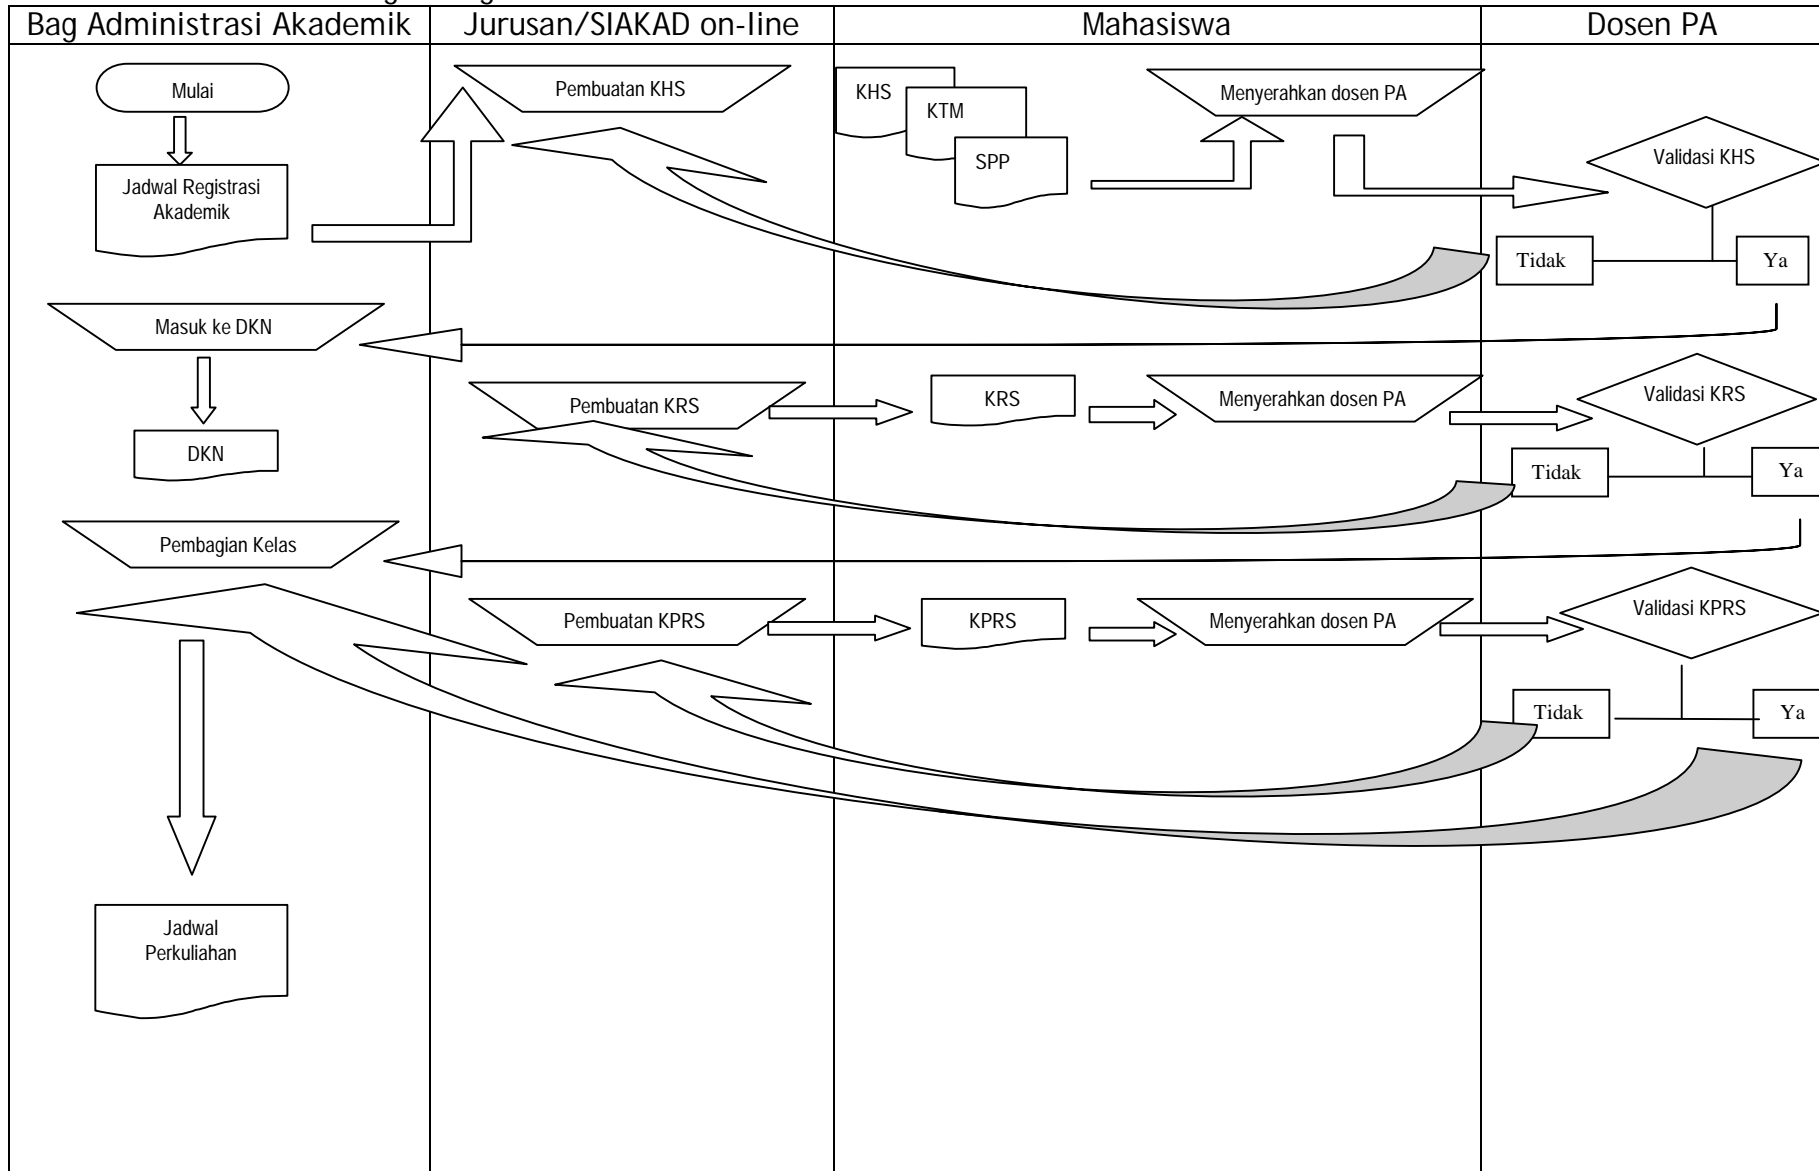 Bag Administrasi Akademik
Jurusan/SIAKAD on-line
Mahasiswa
Dosen PA
Mulai
Pembuatan KHS
KHS
KTM
SPP
Menyerahkan dosen PA
Validasi KHS
Jadwal Registrasi
Akademik
Tidak
Ya
Masuk ke DKN
Pembuatan KRS
KRS
Menyerahkan dosen PA
Validasi KRS
DKN
Tidak
Ya
Pembagian Kelas
Pembuatan KPRS
KPRS
Menyerahkan dosen PA
Validasi KPRS
Tidak
Ya
Jadwal
Perkuliahan